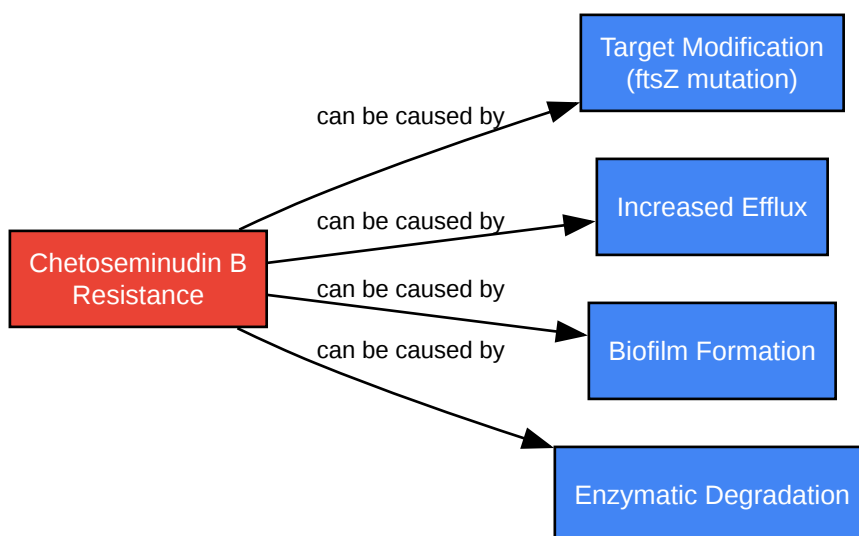 Target Modification
(ftsZ mutation)
can be caused by
Increased Efflux
can be caused by
Chetoseminudin B
Resistance
can be caused by
Biofilm Formation
can be caused by
Enzymatic Degradation